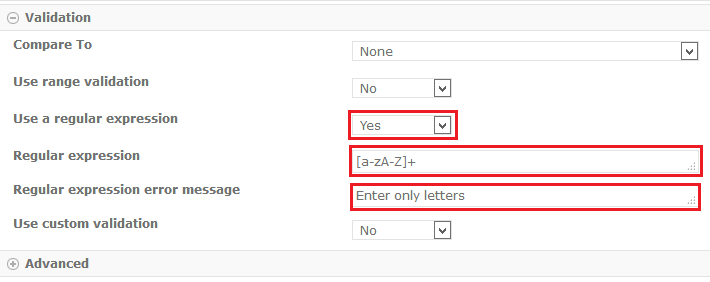 Validation
Compare To None
Use range validation No
Use a regular expression Yes
Regular expression [a-zA-Z]+
Regular expression error message Enter only letters
Use custom validation No
Advanced